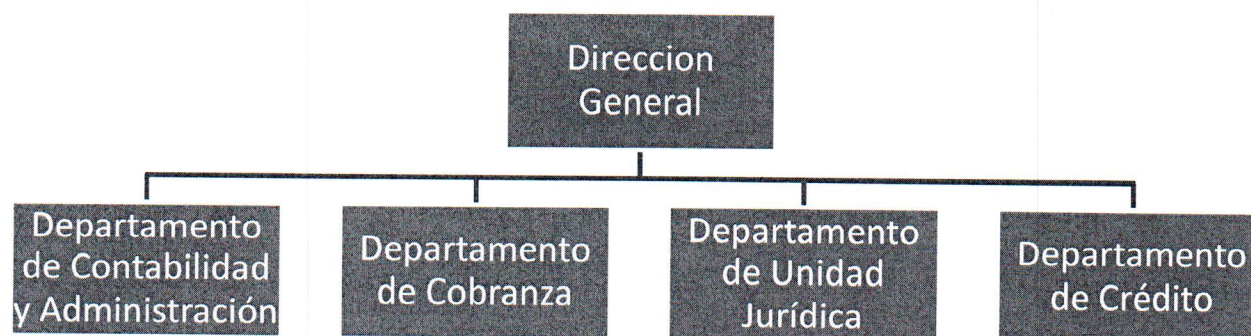 Direccion
General
Departamento
de Contabilidad
y Administración
Departamento
de Cobranza
Departamento
de Unidad
Jurídica
Departamento
de Crédito